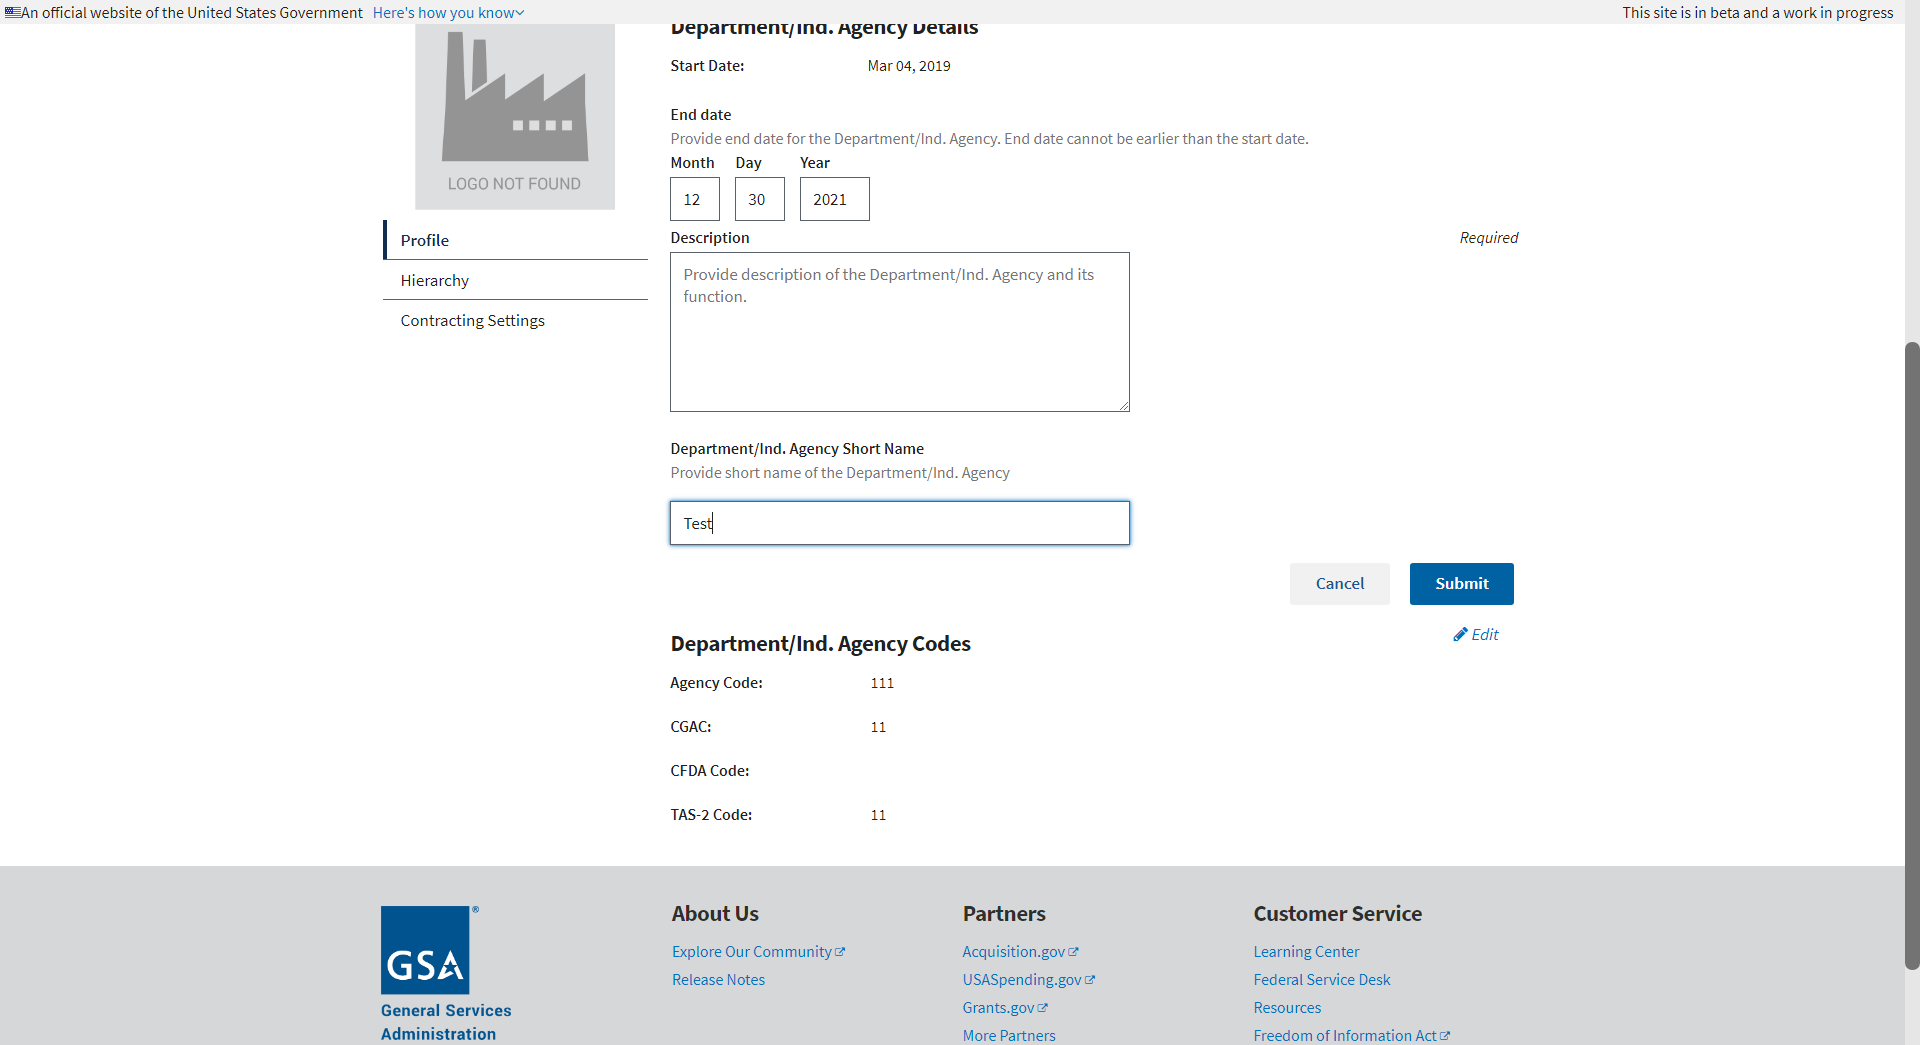 An official website of the United States Government Here's how you know
This site is in beta and a work in progress
LOGO NOT FOUND
Profile
Hierarchy
Contracting Settings
Department/Ind. Agency Details
Start Date: Mar 04, 2019
End date
Provide end date for the Department/Ind. Agency. End date cannot be earlier than the start date.
Month Day Year
12 30 2021
Description Required
Provide description of the Department/Ind. Agency and its
function.
Department/Ind. Agency Short Name
Provide short name of the Department/Ind. Agency
Test
Cancel Submit
Department/Ind. Agency Codes Edit
Agency Code: 111
CGAC: 11
CFDA Code:
TAS-2 Code: 11
GSA ®
General Services
Administration
About Us
Explore Our Community
Release Notes
Partners
Acquisition.gov
USASpending.gov
Grants.gov
More Partners
Customer Service
Learning Center
Federal Service Desk
Resources
Freedom of Information Act